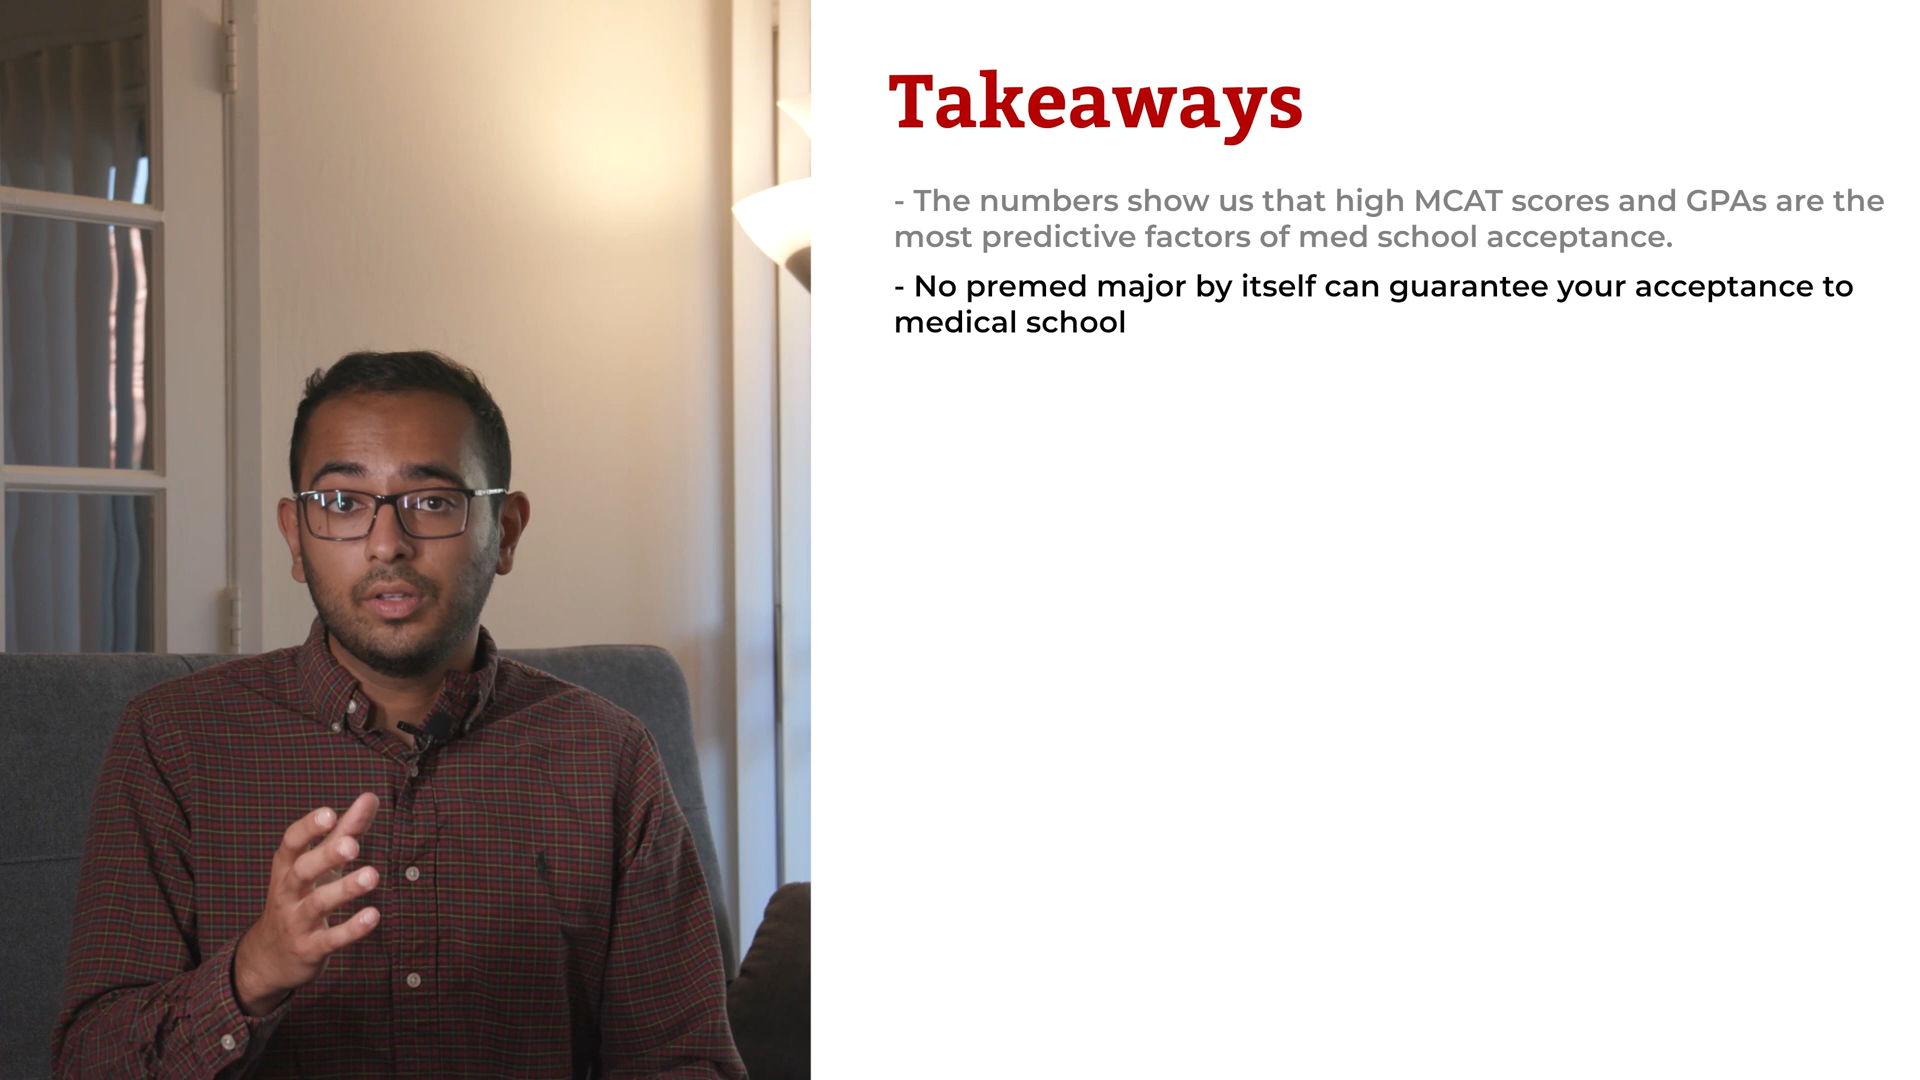 Takeaways
- The numbers show us that high MCAT scores and GPAs are the
most predictive factors of med school acceptance.
- No premed major by itself can guarantee your acceptance to
medical school